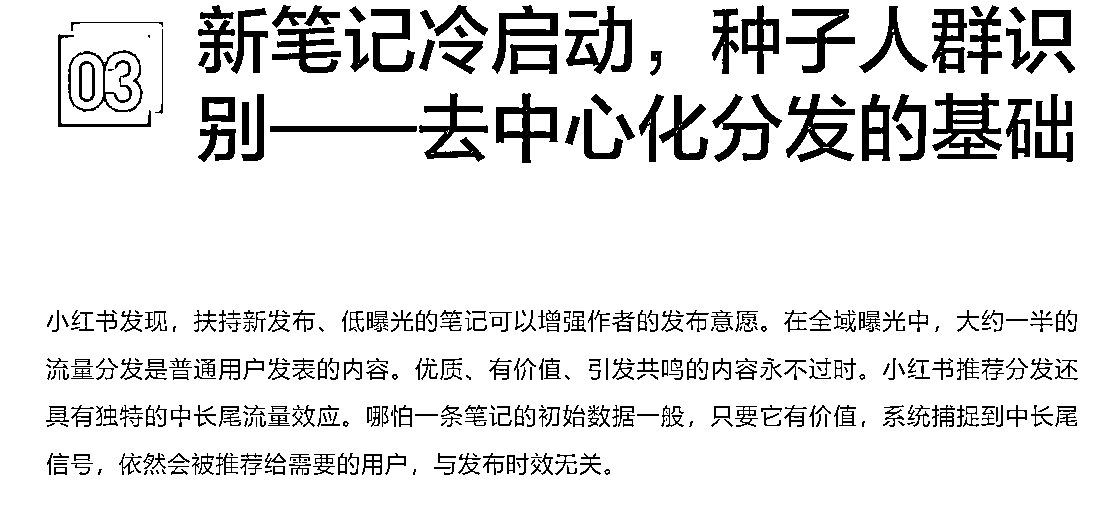 03
新笔记冷启动，种子人群识
别——去中心化分发的基础
小红书发现，扶持新发布、低曝光的笔记可以增强作者的发布意愿。在全域曝光中，大约一半的
流量分发是普通用户发表的内容。优质、有价值、引发共鸣的内容永不过时。小红书推荐分发还
具有独特的中长尾流量效应。哪怕一条笔记的初始数据一般，只要它有价值，系统捕捉到中长尾
信号，依然会被推荐给需要的用户，与发布时效无关。